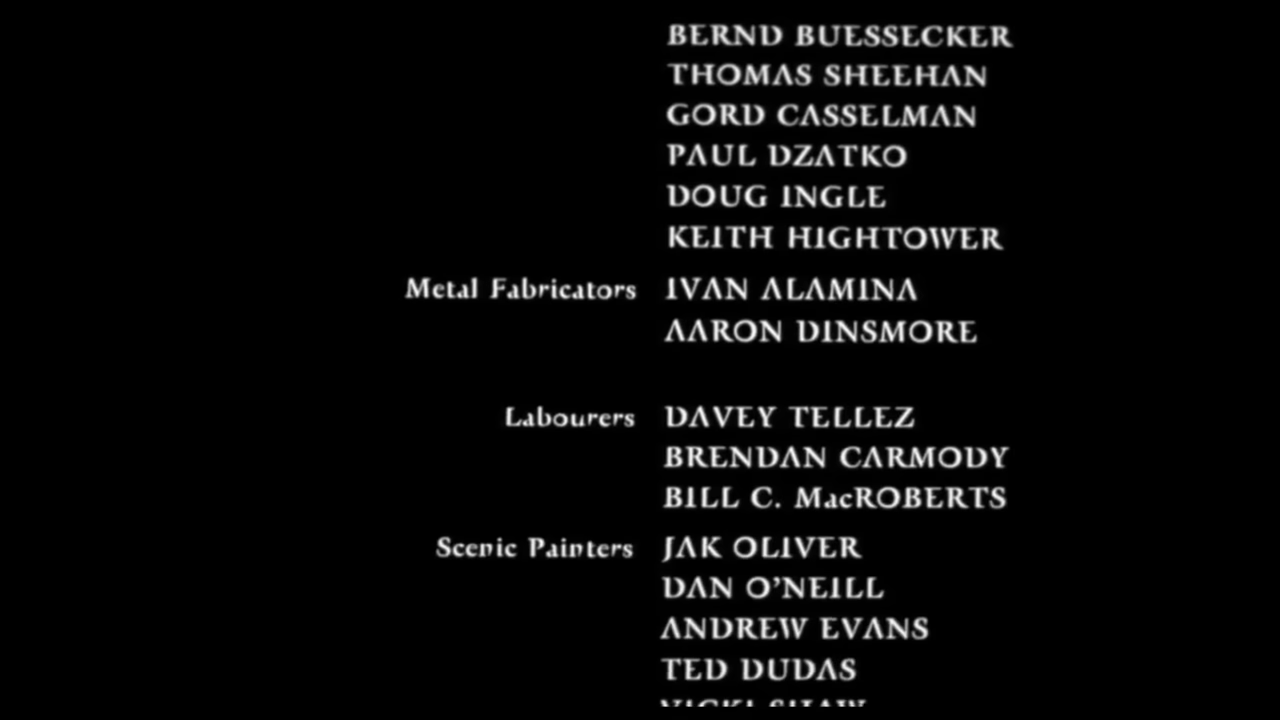 BERND BUESSECKER
THOMAS SHEEHAN
GORD CASSELMAN
PAUL DZATKO
DOUG INGLE
KEITH HIGHTOWER
Metal Fabricators IVAN ALAMINA
AARON DINSMORE
Labourers DAVEY TELLEZ
BRENDAN CARMODY
BILL C. MacROBERTS
Scenic Painters JAK OLIVER
DAN O'NEILL
ANDREW EVANS
TED DUDAS